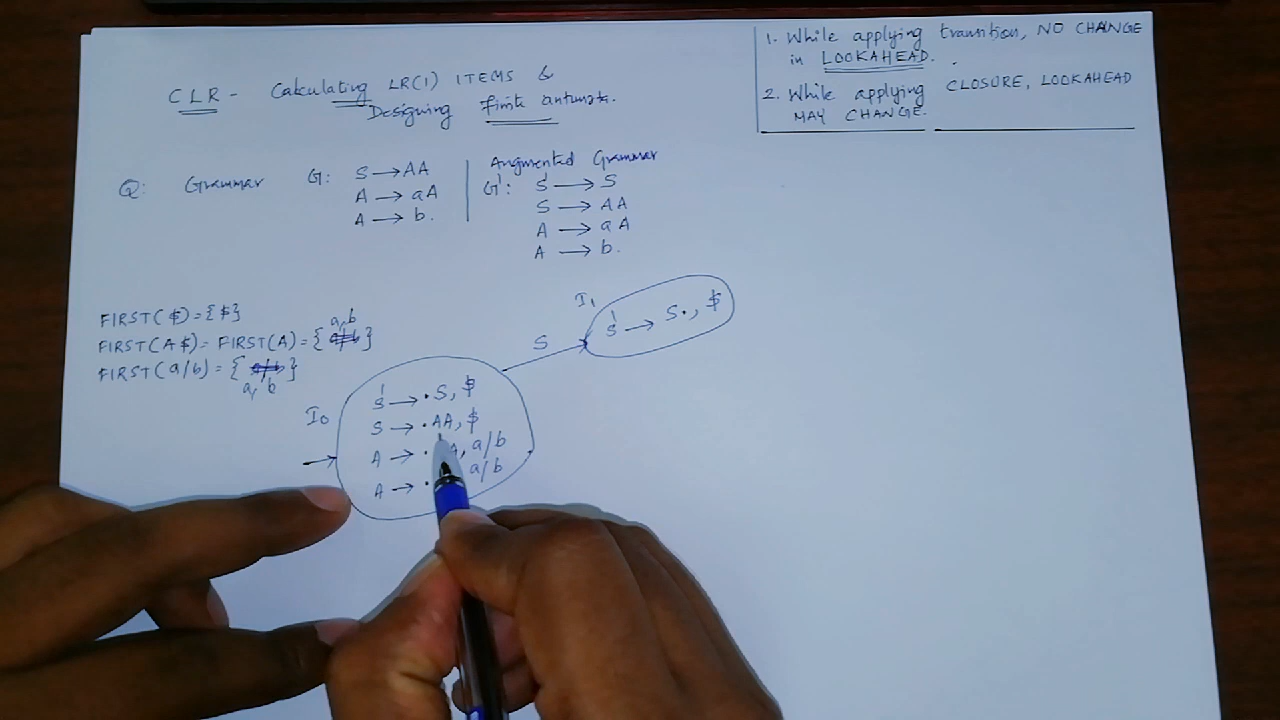 CLR - Calculating LR(1) ITEMS &
Designing finite automata.
1. While applying transition, NO CHANGE
in LOOKAHEAD.
2. While applying CLOSURE, LOOKAHEAD
MAY CHANGE.
Q: Grammar G: S → AA
A → aA
A → b.
Augmented Grammar
G': S' → S
S → AA
A → aA
A → b.
FIRST($) = {$}
a,b
FIRST(A$) = FIRST(A) = { a/b }
FIRST(a/b) = { a/b }
a, b
I0
S' → .S, $
S → .AA, $
A → . A, a/b
A → . a/b
S
I1
S' → S., $